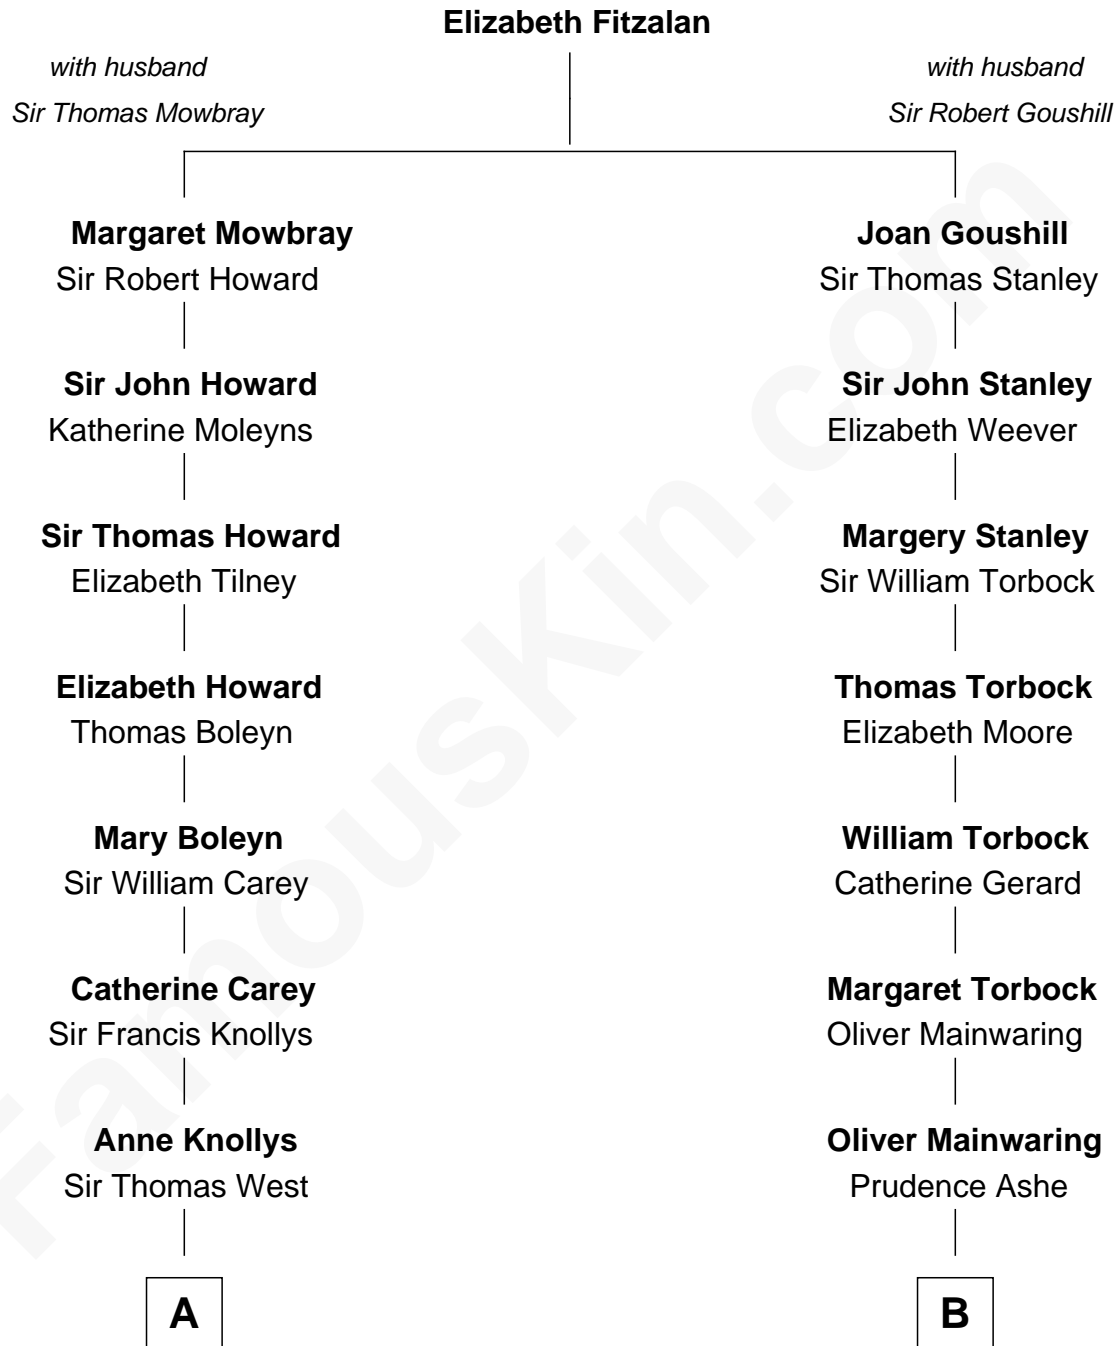 Elizabeth Fitzalan
with husband
Sir Thomas Mowbray
with husband
Sir Robert Goushill
Margaret Mowbray
Sir Robert Howard
Joan Goushill
Sir Thomas Stanley
Sir John Howard
Katherine Moleyns
Sir John Stanley
Elizabeth Weever
Sir Thomas Howard
Elizabeth Tilney
Margery Stanley
Sir William Torbock
Elizabeth Howard
Thomas Boleyn
Thomas Torbock
Elizabeth Moore
Mary Boleyn
Sir William Carey
William Torbock
Catherine Gerard
Catherine Carey
Sir Francis Knollys
Margaret Torbock
Oliver Mainwaring
Anne Knollys
Sir Thomas West
Oliver Mainwaring
Prudence Ashe
A
B
FamousKin.com